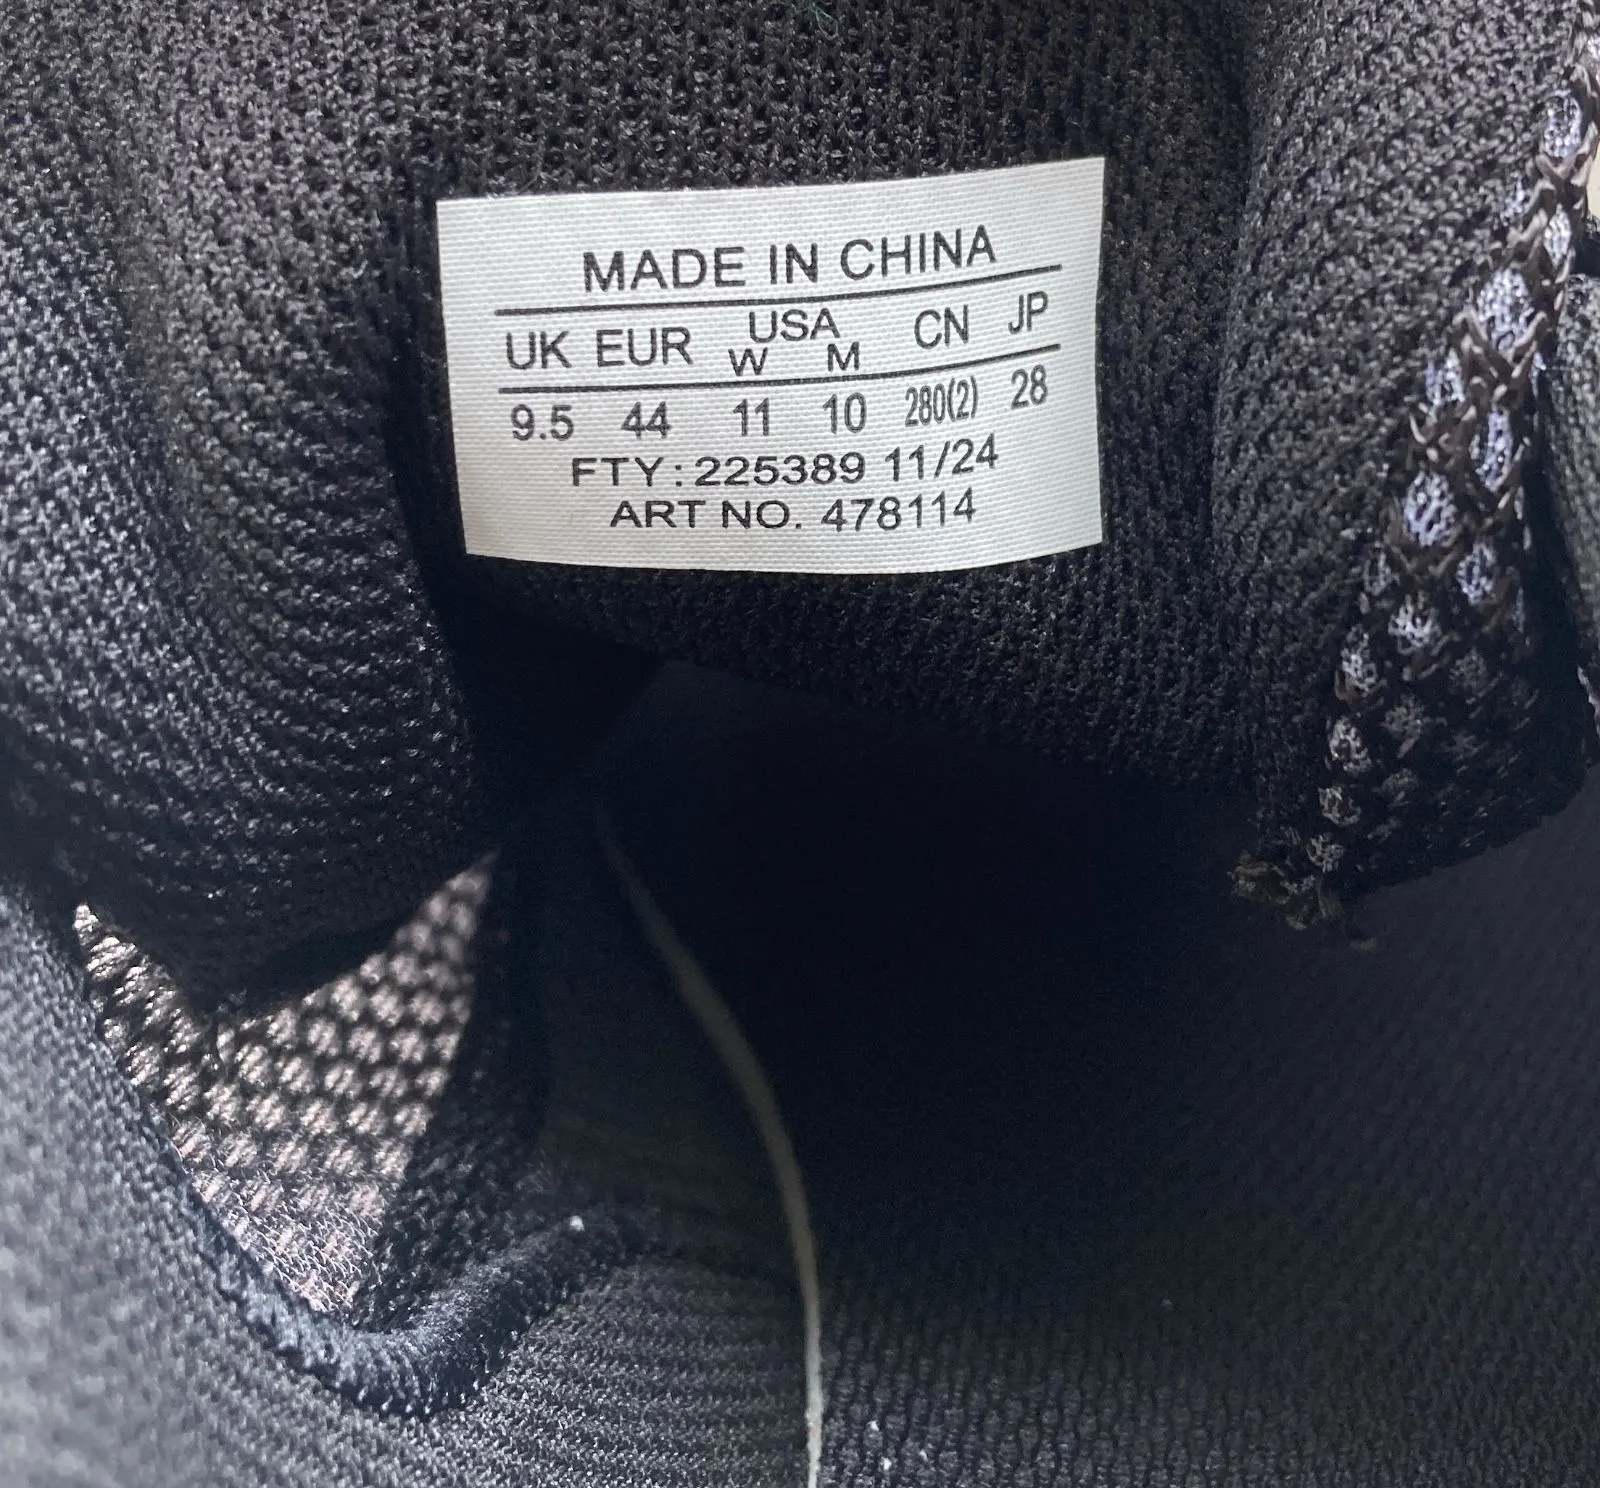 MADE IN CHINA
UK EUR USA CN JP
W M
9.5 44 11 10 280(2) 28
FTY: 225389 11/24
ART NO. 478114